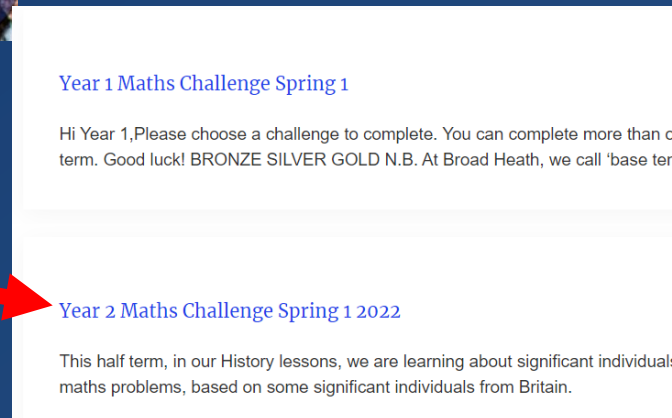 Year 1 Maths Challenge Spring 1
Hi Year 1,Please choose a challenge to complete. You can complete more than
term. Good luck! BRONZE SILVER GOLD N.B. At Broad Heath, we call ‘base
Year 2 Maths Challenge Spring 1 2022
This half term, in our History lessons, we are learning about significant individuals
maths problems, based on some significant individuals from Britain.